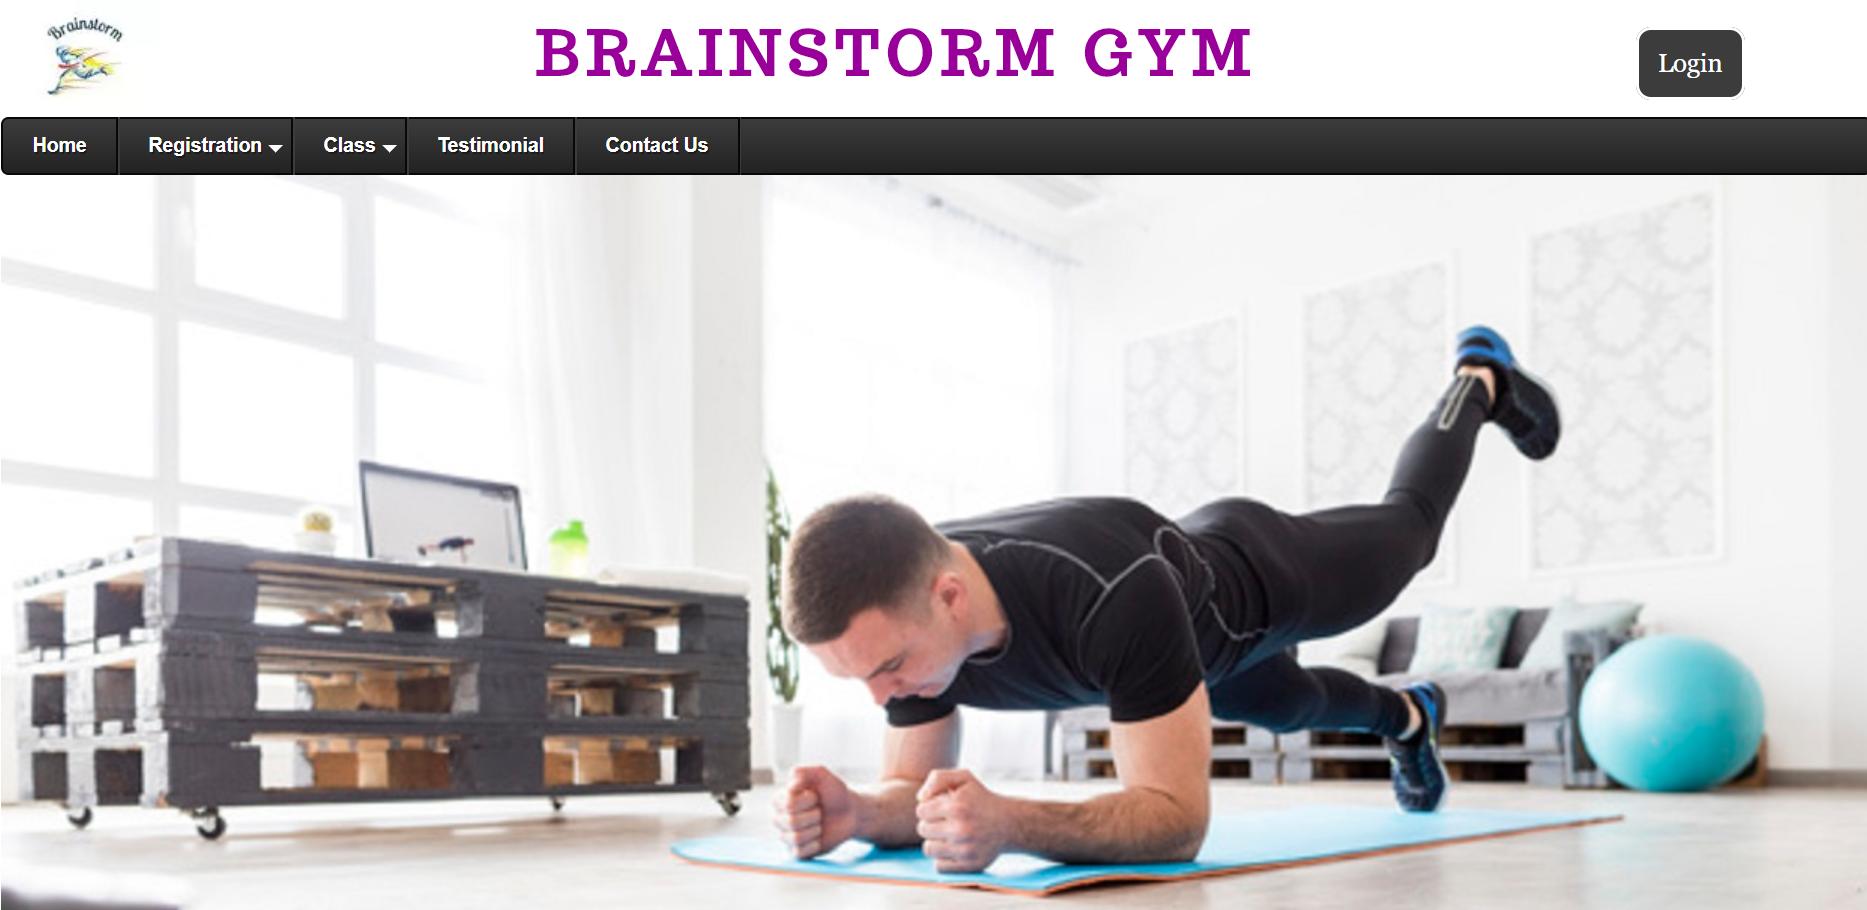 Brainstorm
BRAINSTORM GYM
Login
Home Registration Class Testimonial Contact Us